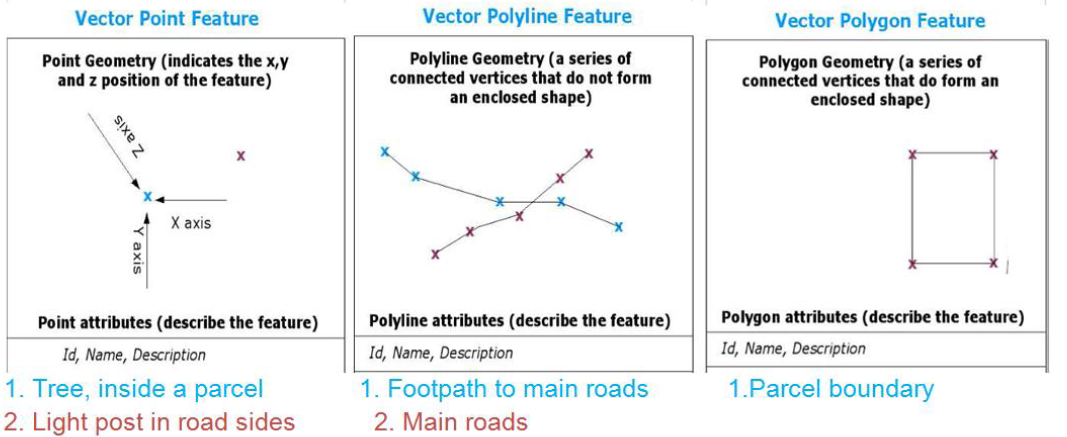 Vector Point Feature
Point Geometry (indicates the x,y
and z position of the feature)
Z axis
X
X
X axis
Y axis
Point attributes (describe the feature)
Id, Name, Description
1. Tree, inside a parcel
2. Light post in road sides
Vector Polyline Feature
Polyline Geometry (a series of
connected vertices that do not form
an enclosed shape)
X
X
X
X
X
X
X
X
X
X
Polyline attributes (describe the feature)
Id, Name, Description
1. Footpath to main roads
2. Main roads
Vector Polygon Feature
Polygon Geometry (a series of
connected vertices that do form an
enclosed shape)
X X
X X
Polygon attributes (describe the feature)
Id, Name, Description
1.Parcel boundary